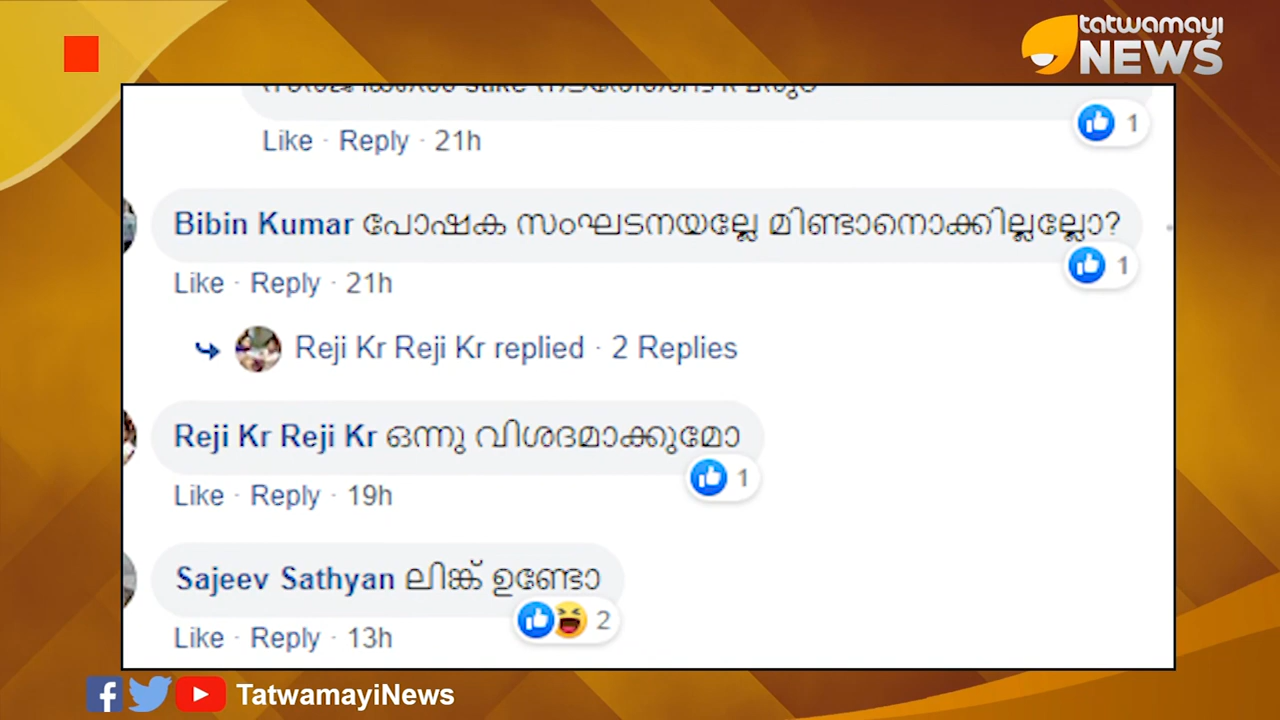 tatwamayi
NEWS
Like · Reply · 21h
1
Bibin Kumar പോഷക സംഘടനയല്ലേ മിണ്ടാനൊക്കില്ലല്ലോ?
1
Like · Reply · 21h
Reji Kr Reji Kr replied · 2 Replies
Reji Kr Reji Kr ഒന്നു വിശദമാക്കുമോ
1
Like · Reply · 19h
Sajeev Sathyan ലിങ്ക് ഉണ്ടോ
2
Like · Reply · 13h
TatwamayiNews